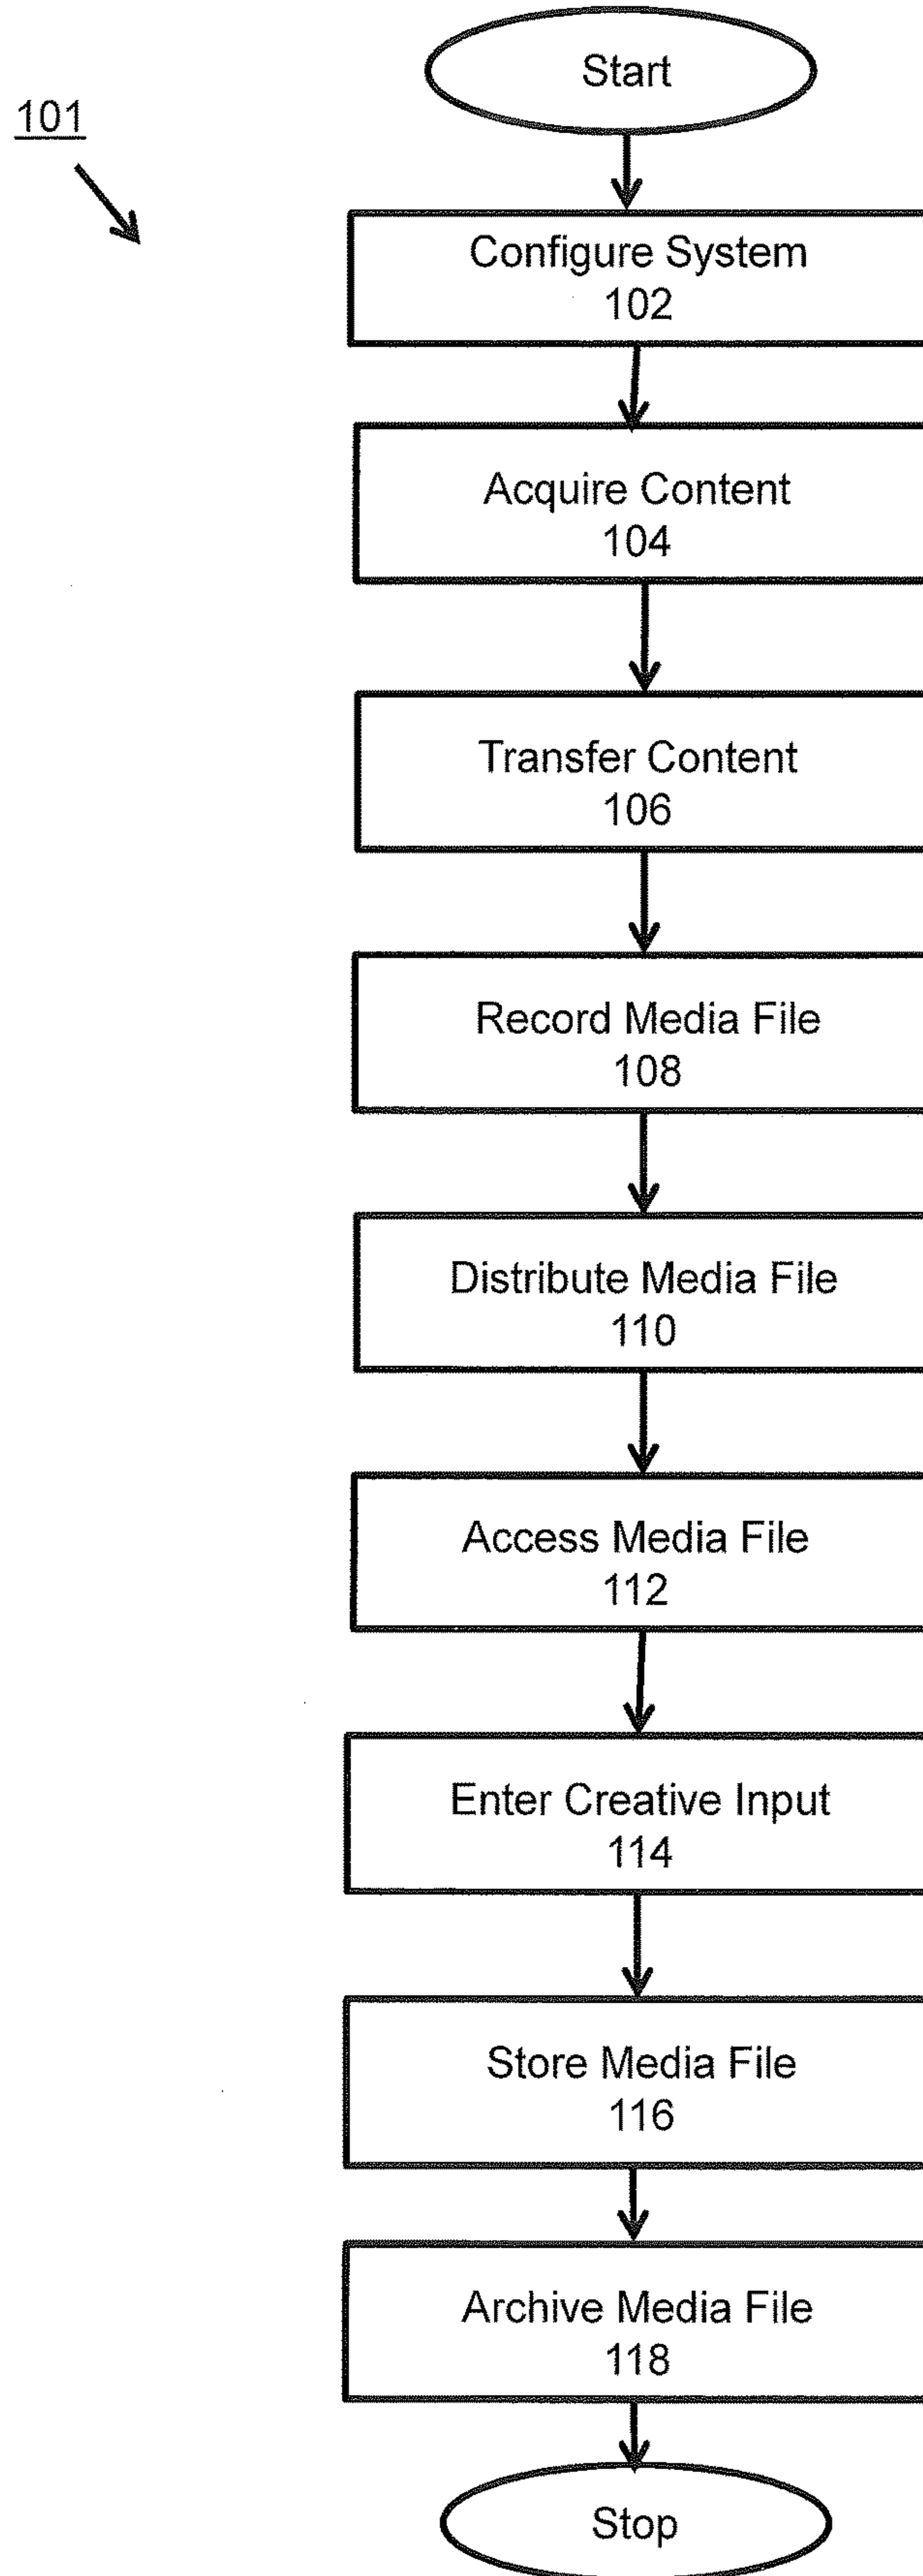 Start
101
Configure System
102
Acquire Content
104
Transfer Content
106
Record Media File
108
Distribute Media File
110
Access Media File
112
Enter Creative Input
114
Store Media File
116
Archive Media File
118
Stop